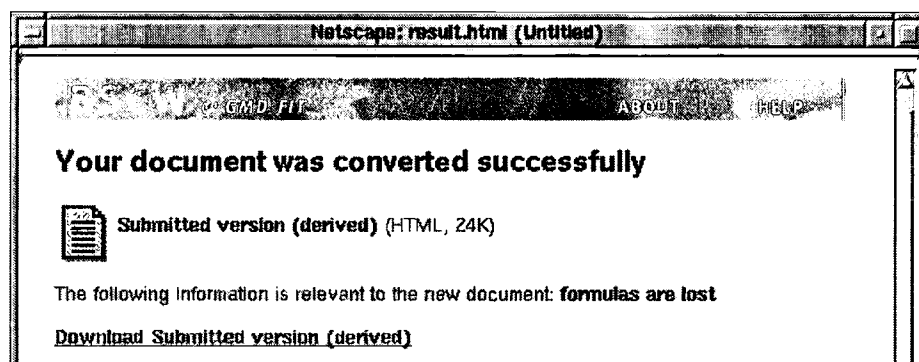 Netscape: result.html (Untitled)
BSCW @ GMD FIT ABOUT HELP
Your document was converted successfully
Submitted version (derived) (HTML, 24K)
The following information is relevant to the new document: formulas are lost
Download Submitted version (derived)